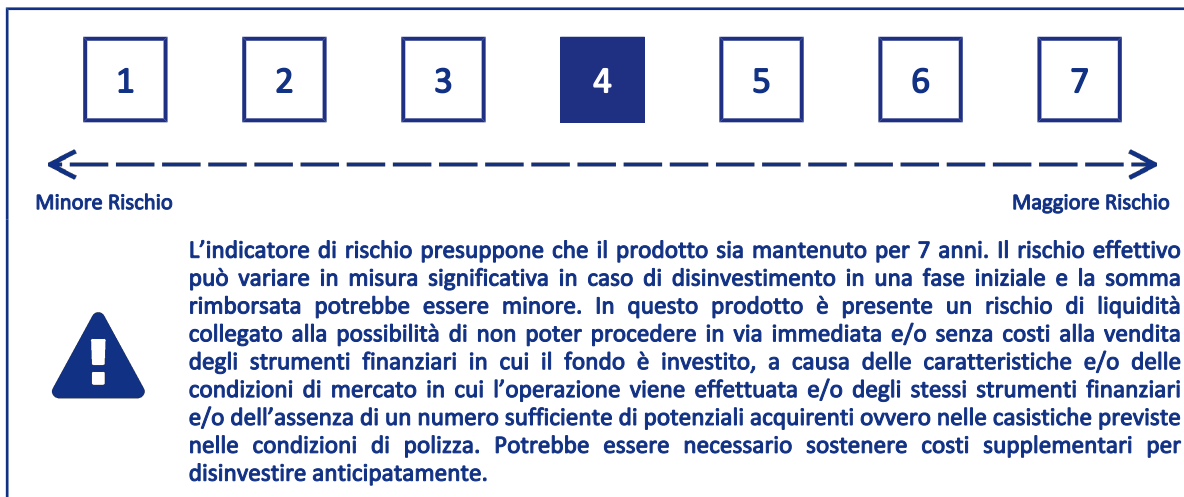 1 2 3 4 5 6 7
Minore Rischio Maggiore Rischio
L’indicatore di rischio presuppone che il prodotto sia mantenuto per 7 anni. Il rischio effettivo
può variare in misura significativa in caso di disinvestimento in una fase iniziale e la somma
rimborsata potrebbe essere minore. In questo prodotto è presente un rischio di liquidità
collegato alla possibilità di non poter procedere in via immediata e/o senza costi alla vendita
degli strumenti finanziari in cui il fondo è investito, a causa delle caratteristiche e/o delle
condizioni di mercato in cui l’operazione viene effettuata e/o degli stessi strumenti finanziari
e/o dell’assenza di un numero sufficiente di potenziali acquirenti ovvero nelle casistiche previste
nelle condizioni di polizza. Potrebbe essere necessario sostenere costi supplementari per
disinvestire anticipatamente.